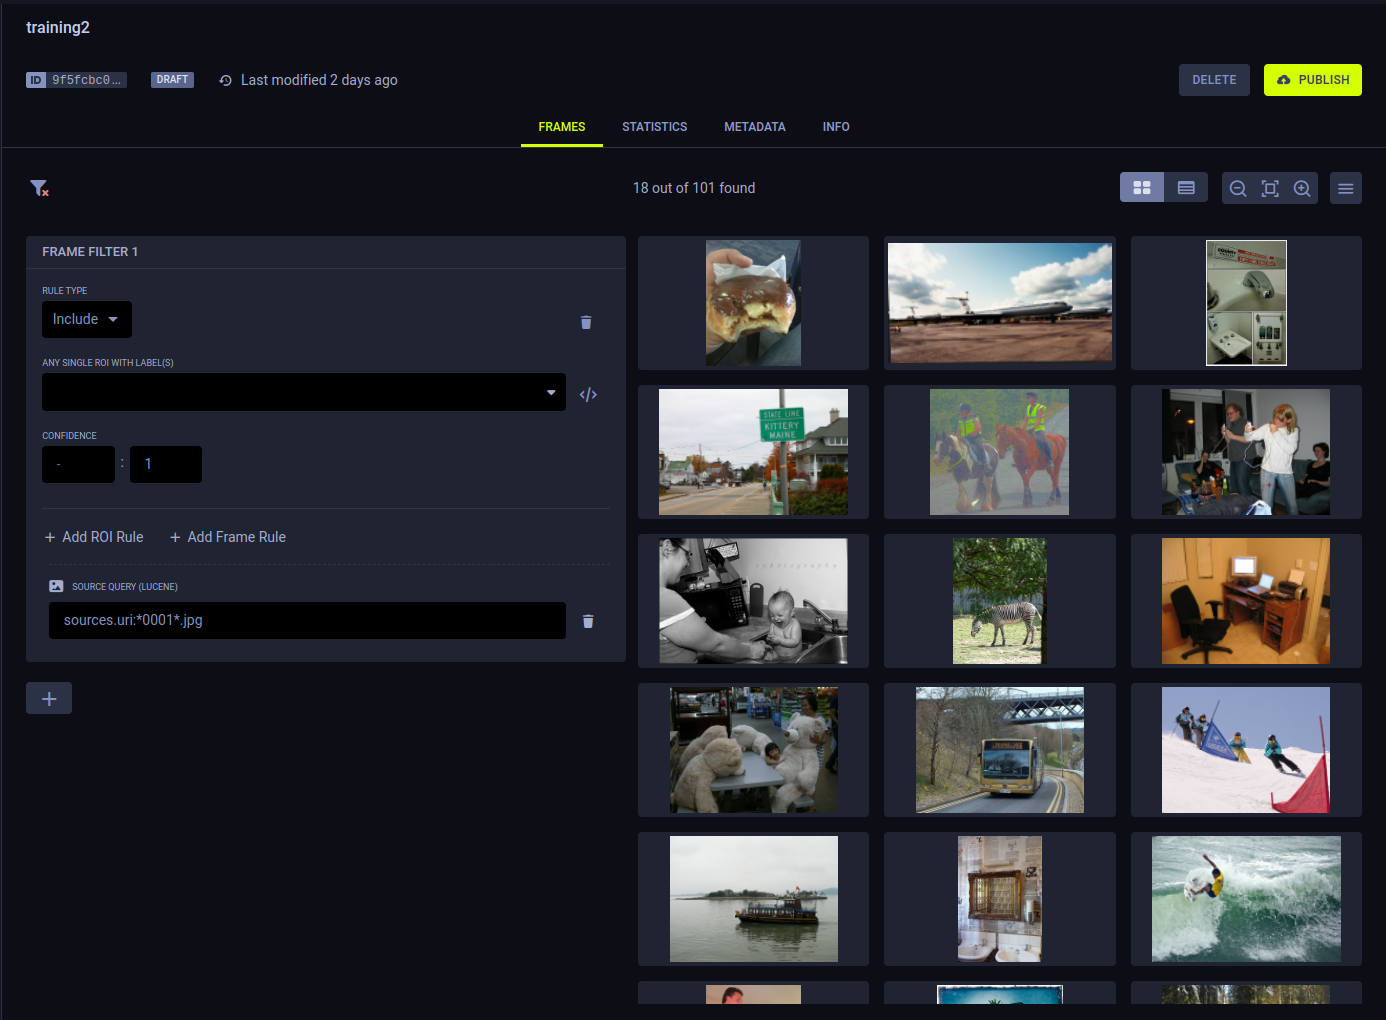 training2
ID 9f5fcbc0...
DRAFT
Last modified 2 days ago
DELETE
PUBLISH
FRAMES
STATISTICS
METADATA
INFO
18 out of 101 found
FRAME FILTER 1
RULE TYPE
Include
ANY SINGLE ROI WITH LABEL(S)
</>
CONFIDENCE
- : 1
+ Add ROI Rule
+ Add Frame Rule
SOURCE QUERY (LUCENE)
sources.uri:*0001*.jpg
+
STATE LINE
KITTERY
MAINE
photography